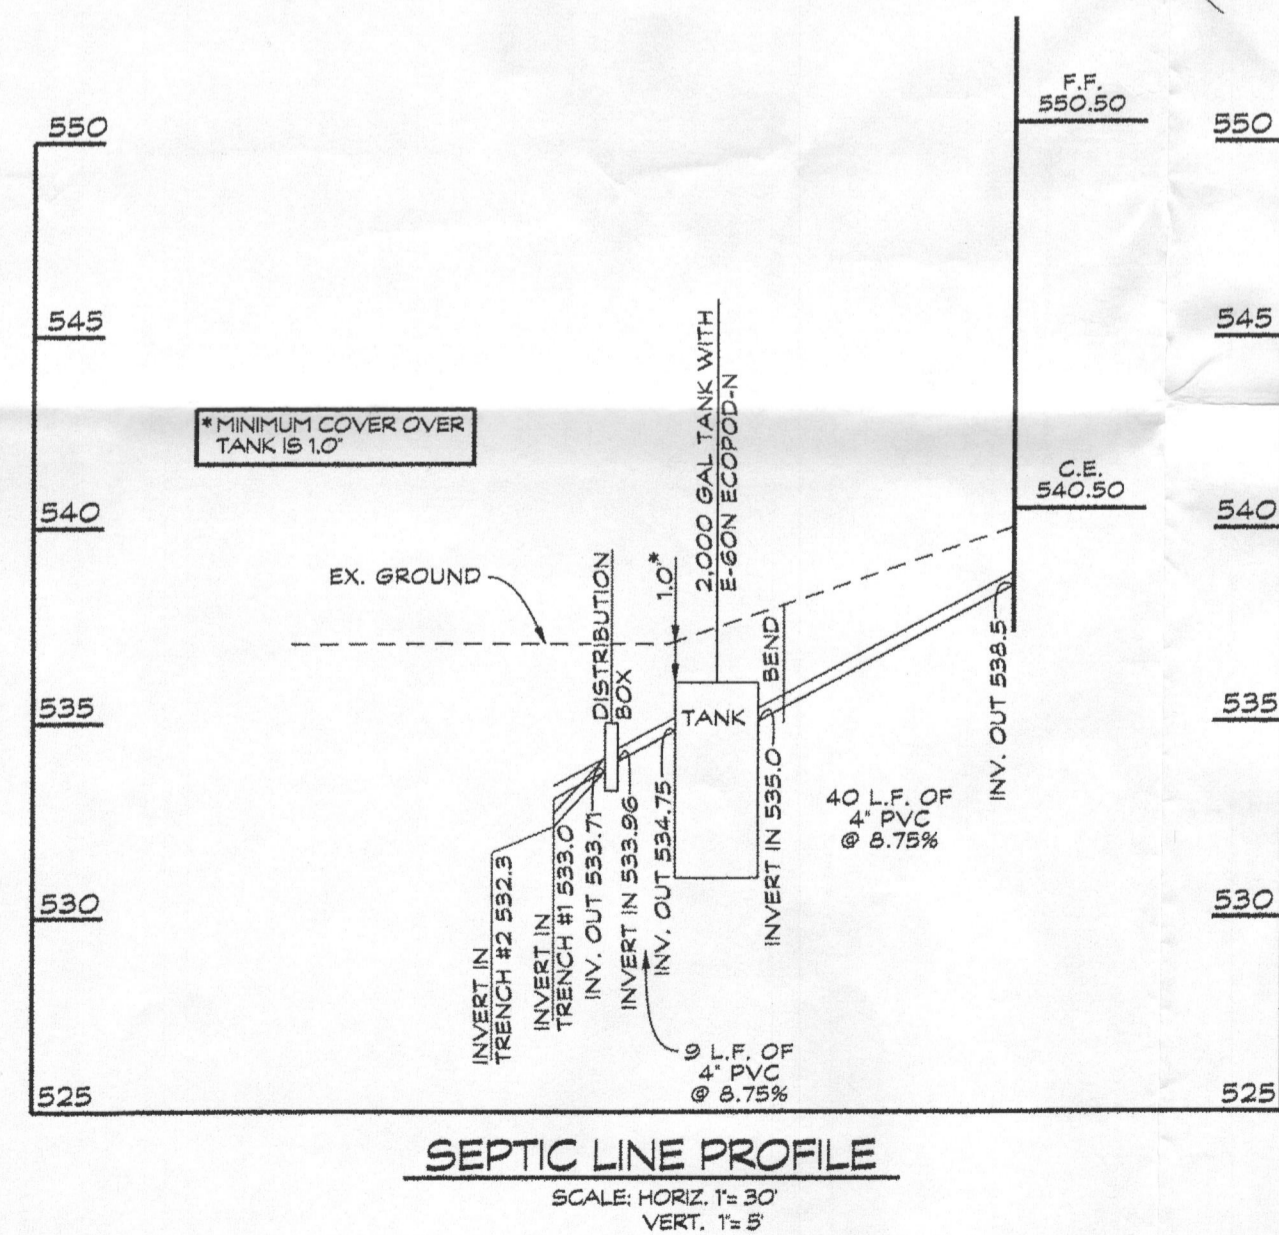 F.F.
550.50
550
550
545
545
* MINIMUM COVER OVER
TANK IS 1.0"
2,000 GAL TANK WITH
E-60N ECOPOD-N
C.E.
540.50
540
540
EX. GROUND
DISTRIBUTION
BOX
1.0'*
BEND
TANK
535
535
INV. OUT 538.5
40 L.F. OF
4" PVC
@ 8.75%
INVERT IN 535.0
INV. OUT 534.75
INVERT IN 533.96
INV. OUT 533.71
INVERT IN
TRENCH #1 533.0
INVERT IN
TRENCH #2 532.3
530
530
9 L.F. OF
4" PVC
@ 8.75%
525
525
SEPTIC LINE PROFILE
SCALE: HORIZ. 1"= 30'
VERT. 1"= 5'